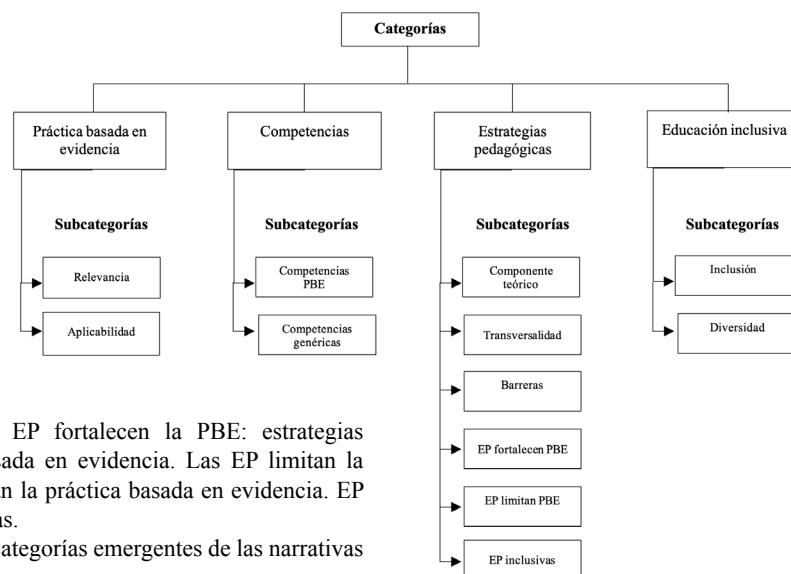 Categorías
Práctica basada en
evidencia
Competencias
Estrategias
pedagógicas
Educación inclusiva
Subcategorías
Subcategorías
Subcategorías
Subcategorías
Relevancia
Aplicabilidad
Competencias
PBE
Competencias
genéricas
Componente
teórico
Transversalidad
Barreras
EP fortalecen PBE
EP limitan PBE
EP inclusivas
Inclusión
Diversidad
EP fortalecen la PBE: estrategias
sada en evidencia. Las EP limitan la
an la práctica basada en evidencia. EP
as.
categorías emergentes de las narrativas